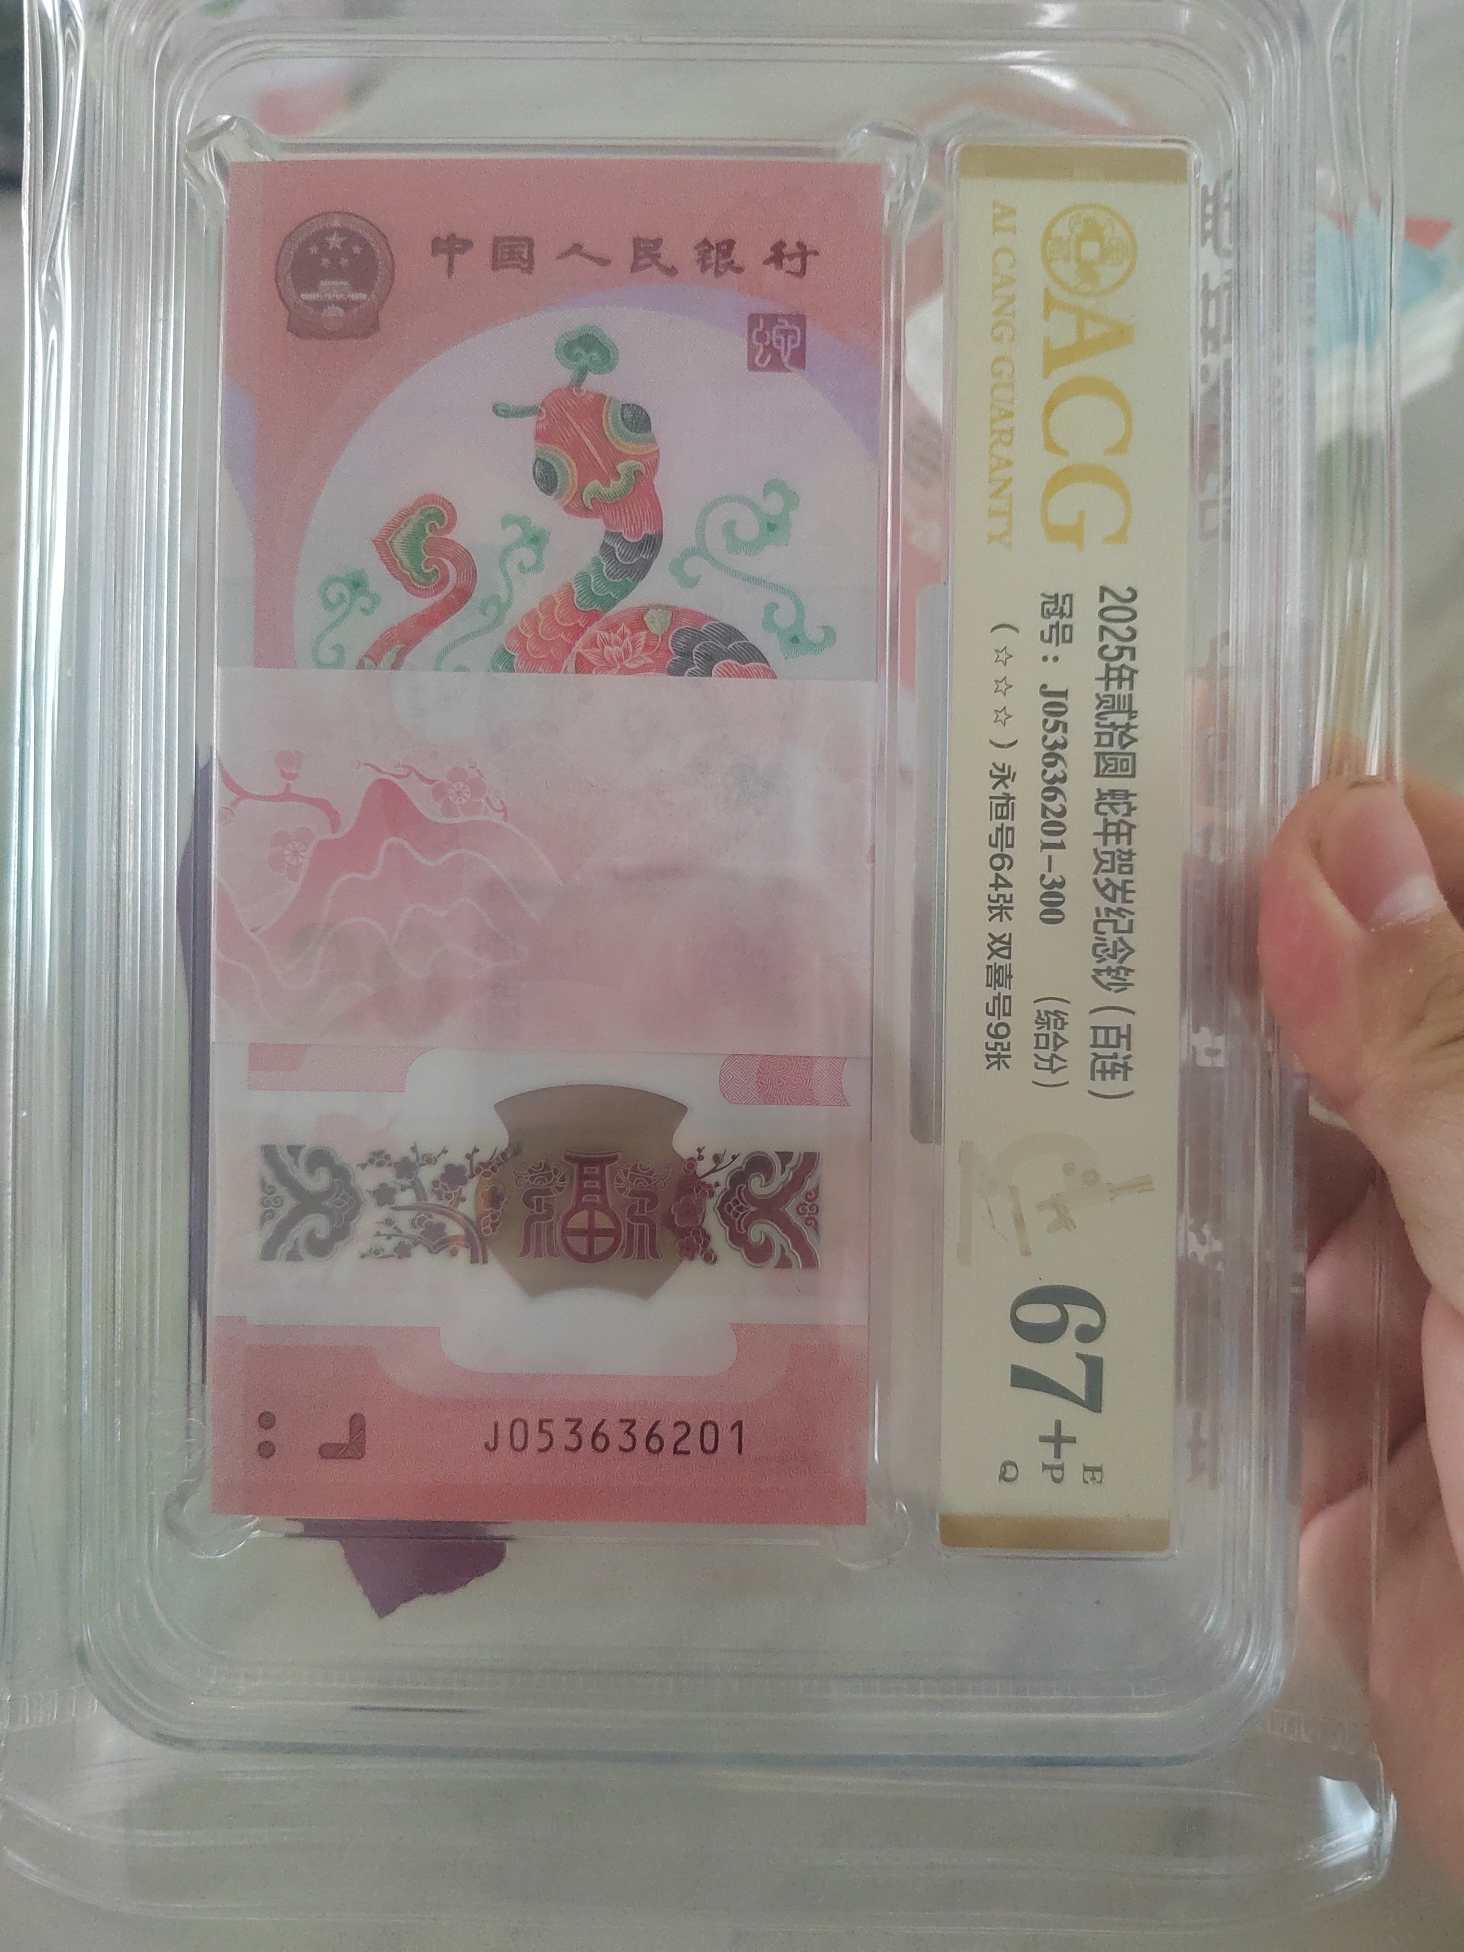 中国人民银行
蛇
J053636201
ACG
AI CANG GUARANTY
2025年贰拾圆 蛇年贺岁纪念钞（百连）
冠号：J053636201-300 （综合分）
（☆☆☆）永恒号64张 双喜号9张
67+
E
P
Q